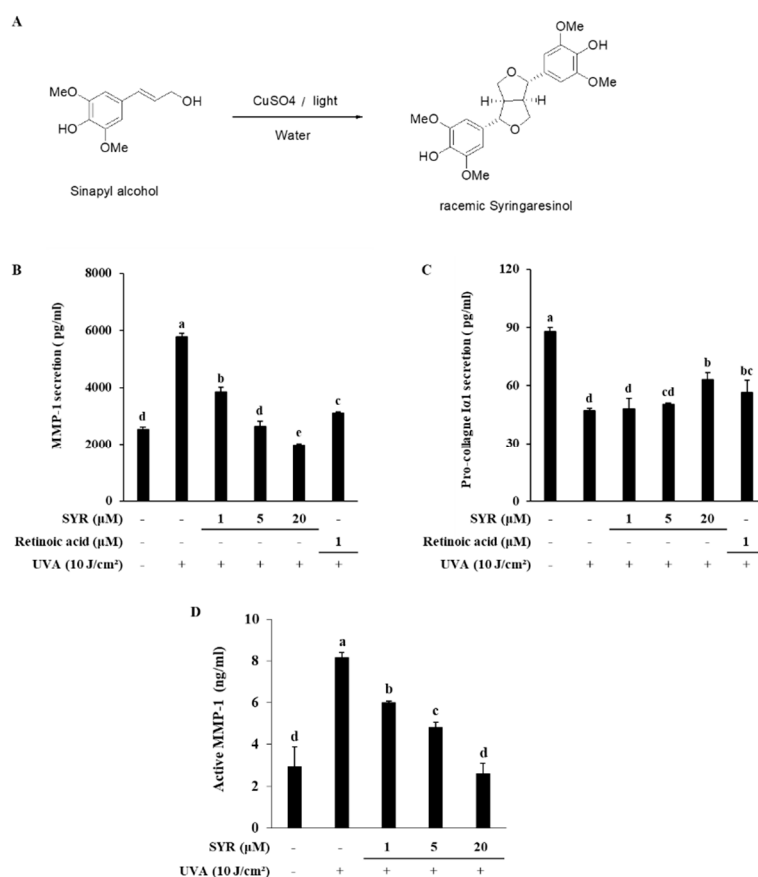 A
MeO
HO
OMe
OH
Sinapyl alcohol
CuSO4 / light
Water
OMe
OH
OMe
O
H
H
O
MeO
HO
OMe
racemic Syringaresinol
B
MMP-1 secretion ( pg/ml)
8000
6000
4000
2000
0
d
a
b
d
e
c
SYR (μM) - - 1 5 20 -
Retinoic acid (μM) - - - - - 1
UVA (10 J/cm²) - + + + + +
C
Pro-collagne Iα1 secretion ( pg/ml)
120
90
60
30
0
a
d
d
cd
b
bc
SYR (μM) - - 1 5 20 -
Retinoic acid (μM) - - - - - 1
UVA (10 J/cm²) - + + + + +
D
Active MMP-1 (ng/ml)
10
8
6
4
2
0
d
a
b
c
d
SYR (μM) - - 1 5 20
UVA (10 J/cm²) - + + + +